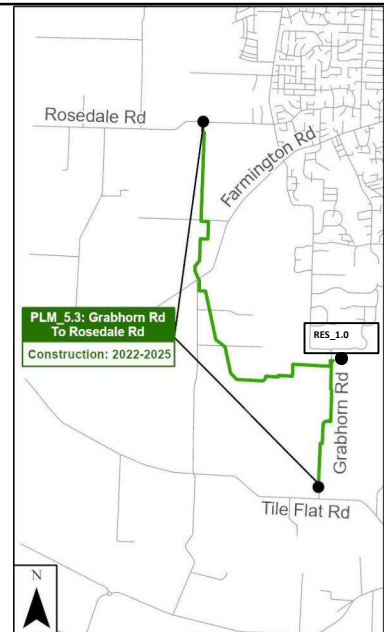 Rosedale Rd
Farmington Rd
PLM_5.3: Grabhorn Rd
To Rosedale Rd
Construction: 2022-2025
RES_1.0
Grabhorn Rd
Tile Flat Rd
N